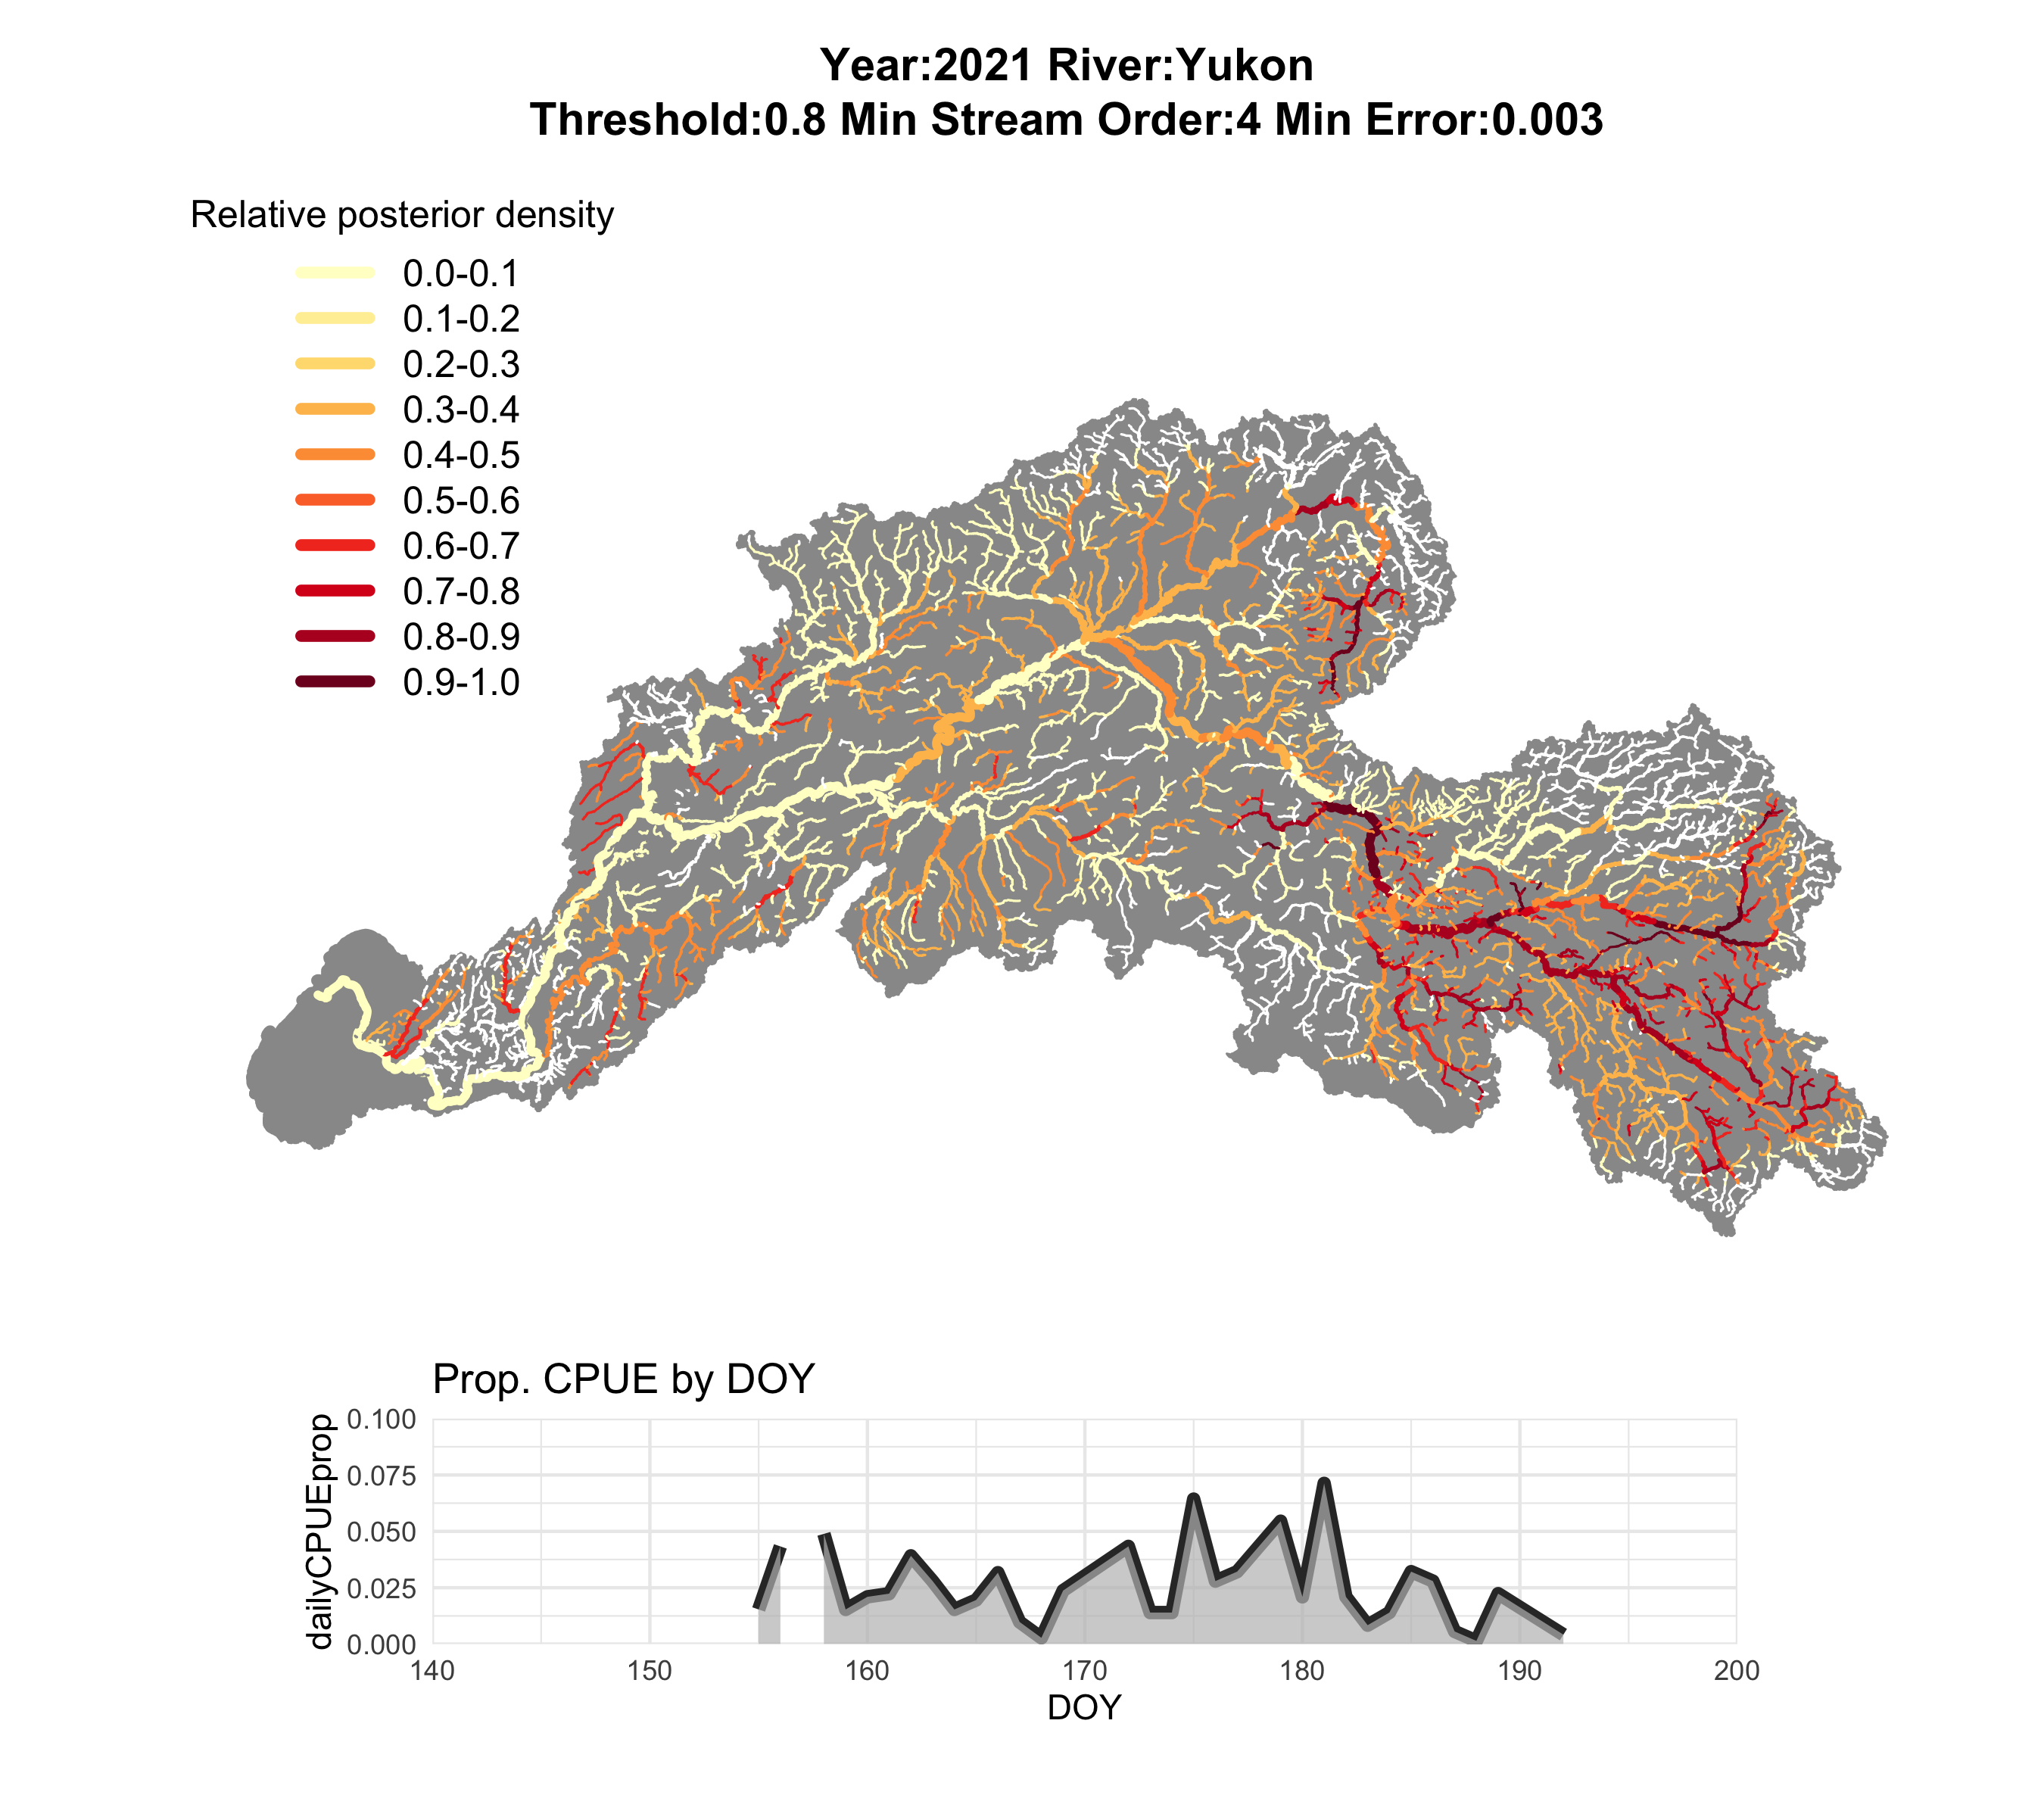 Year:2021 River:Yukon
Threshold:0.8 Min Stream Order:4 Min Error:0.003
Relative posterior density
0.0-0.1
0.1-0.2
0.2-0.3
0.3-0.4
0.4-0.5
0.5-0.6
0.6-0.7
0.7-0.8
0.8-0.9
0.9-1.0
Prop. CPUE by DOY
dailyCPUEprop
0.100
0.075
0.050
0.025
0.000
140 150 160 170 180 190 200
DOY